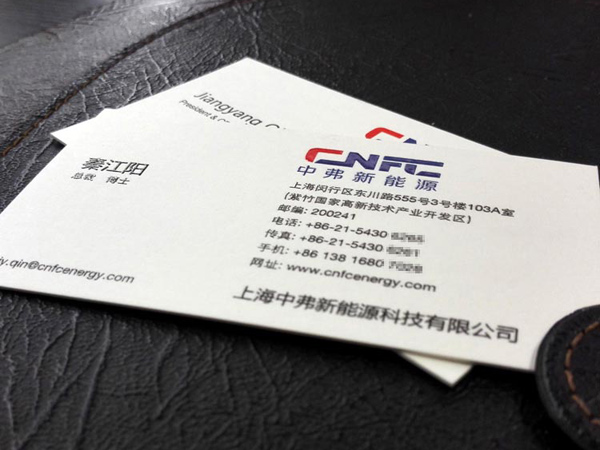 Jiangyang
President &
CNFC
中弗新能源
秦江阳
总裁 博士
上海闵行区东川路555号3号楼103A室
(紫竹国家高新技术产业开发区)
邮编: 200241
电话: +86-21-5430
传真: +86-21-5430
手机: +86 138 1680
网址: www.cnfcenergy.com
y.qin@cnfcenergy.com
上海中弗新能源科技有限公司